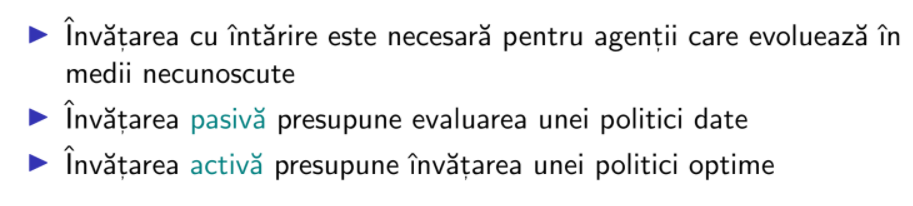 Învățarea cu întărire este necesară pentru agenții care evoluează în
medii necunoscute
Învățarea pasivă presupune evaluarea unei politici date
Învățarea activă presupune învățarea unei politici optime